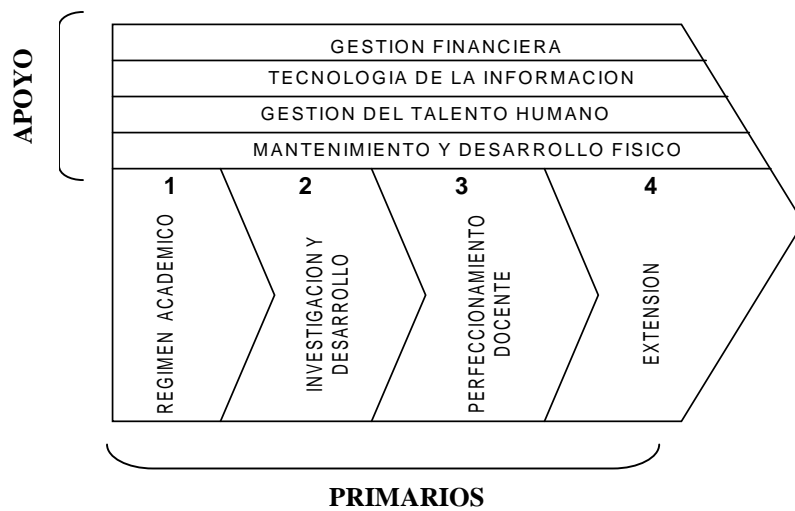 APOYO
GESTION FINANCIERA
TECNOLOGIA DE LA INFORMACION
GESTION DEL TALENTO HUMANO
MANTENIMIENTO Y DESARROLLO FISICO
1
REGIMEN ACADEMICO
2
INVESTIGACION Y
DESARROLLO
3
PERFECCIONAMIENTO
DOCENTE
4
EXTENSION
PRIMARIOS